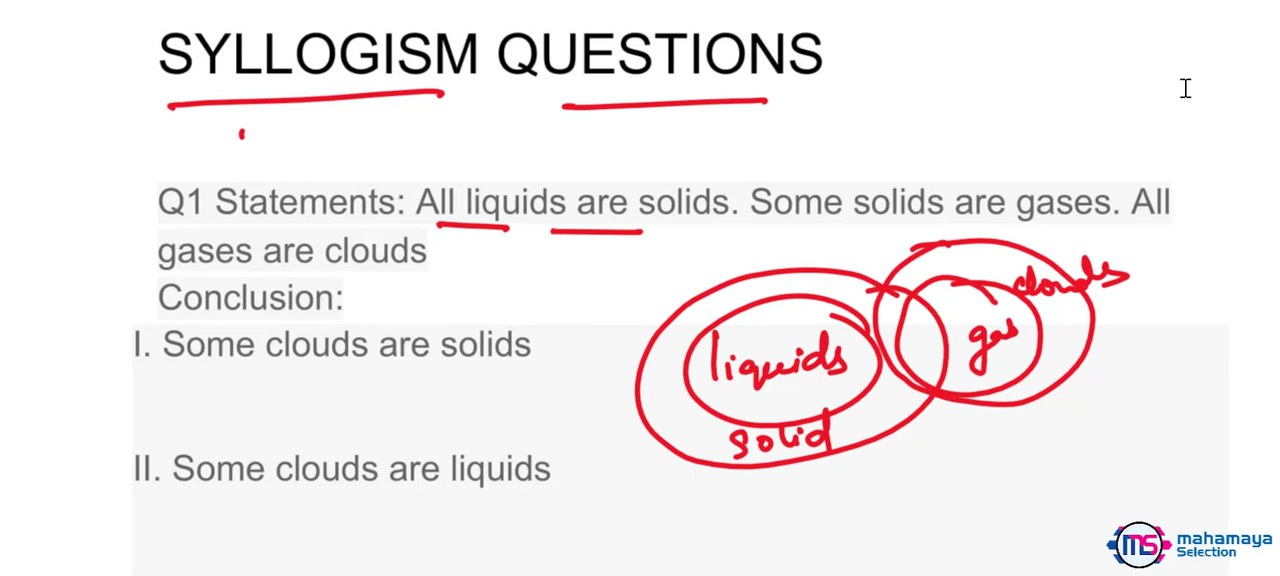 SYLLOGISM QUESTIONS
Q1 Statements: All liquids are solids. Some solids are gases. All
gases are clouds
Conclusion:
I. Some clouds are solids
II. Some clouds are liquids
clouds
gas
liquids
solid
MS mahamaya
Selection